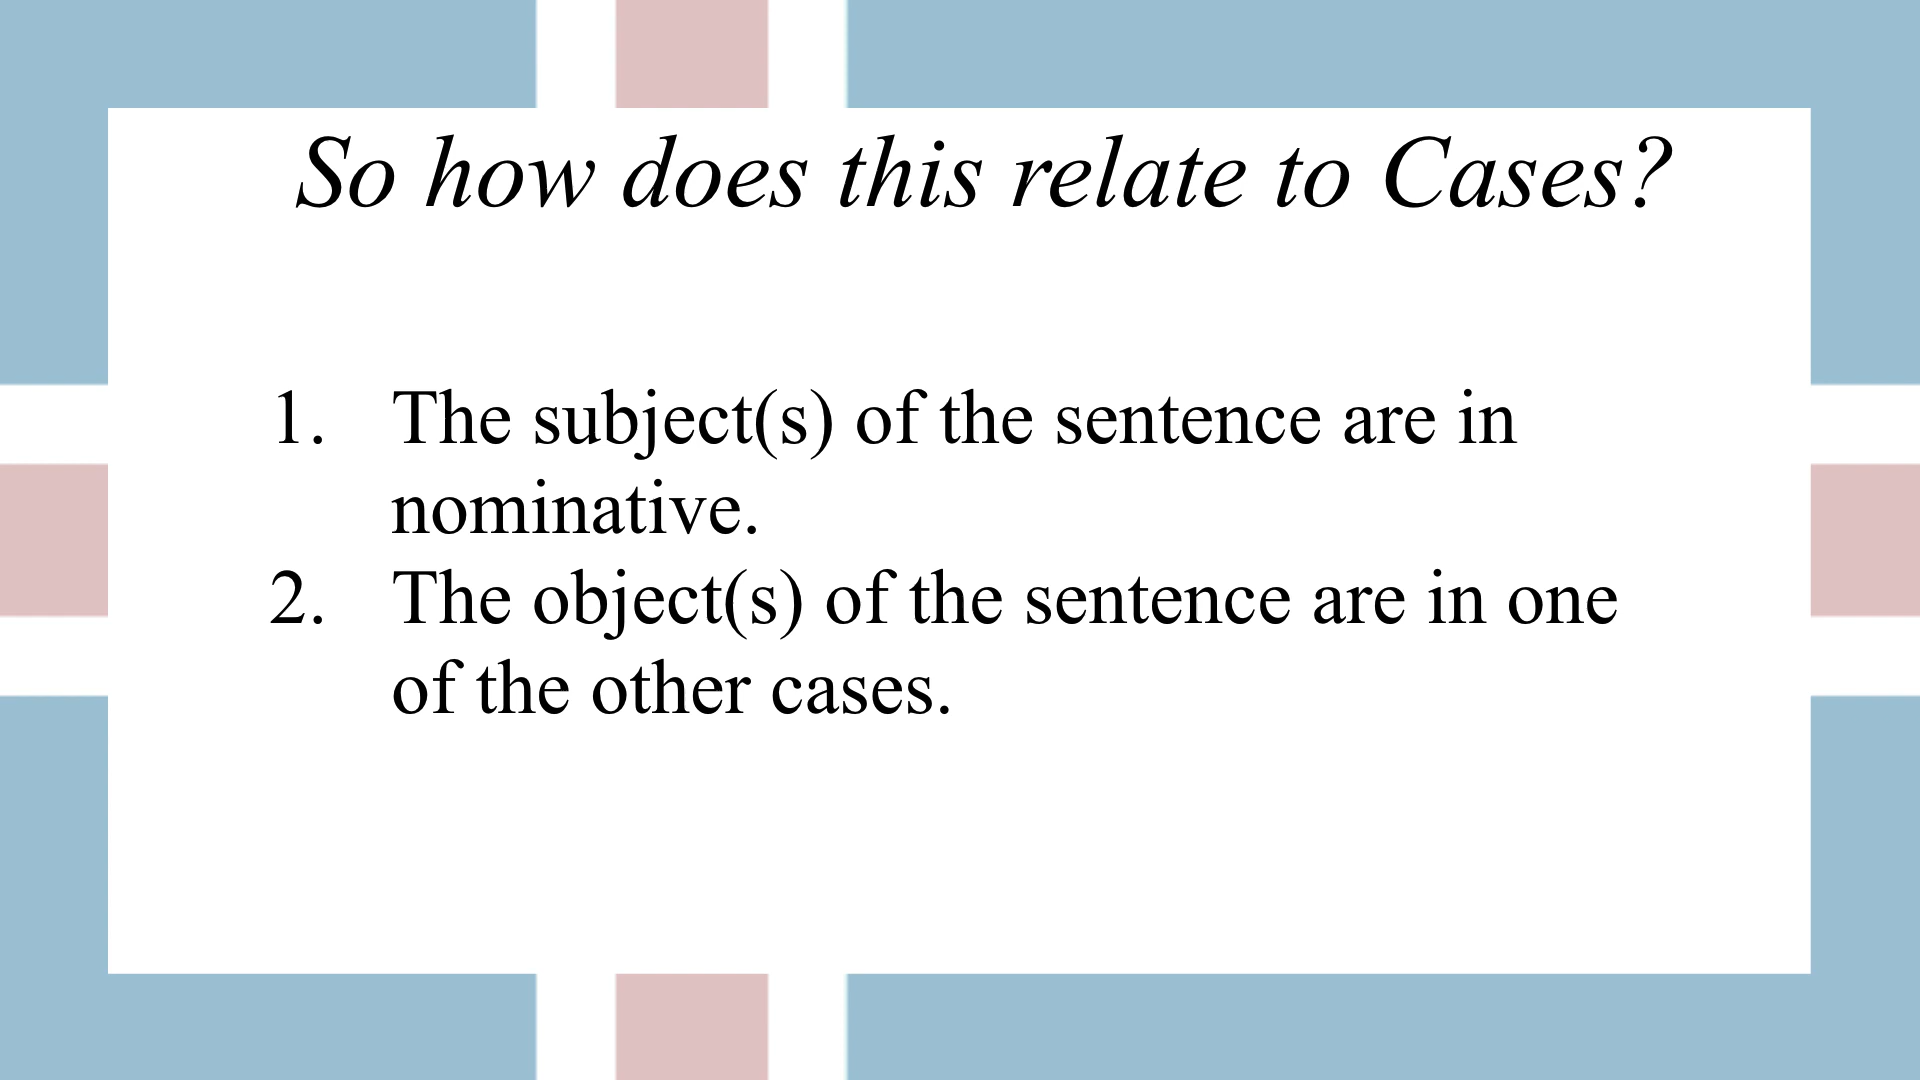 So how does this relate to Cases?
1. The subject(s) of the sentence are in
nominative.
2. The object(s) of the sentence are in one
of the other cases.